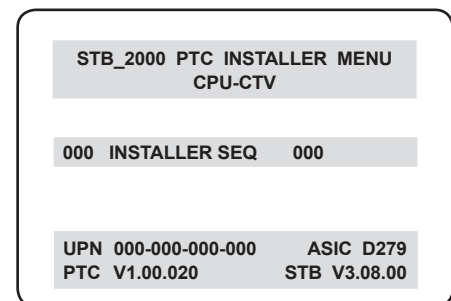 STB_2000 PTC INSTALLER MENU
CPU-CTV
000 INSTALLER SEQ 000
UPN 000-000-000-000 ASIC D279
PTC V1.00.020 STB V3.08.00